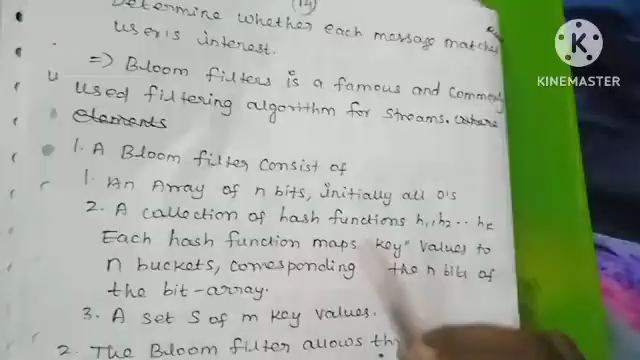 (14)
Determine whether each message matches
user's interest.
=) Bloom filters is a famous and commonly
used filtering algorithm for streams. where
elements
1. A Bloom filter consist of
1. An Array of n bits, initially all 0's
2. A collection of hash functions h1, h2 .. hk
Each hash function maps "key" values to
n buckets, corresponding the n bits of
the bit-array.
3. A set S of m key values.
2. The Bloom filter allows
KINEMASTER